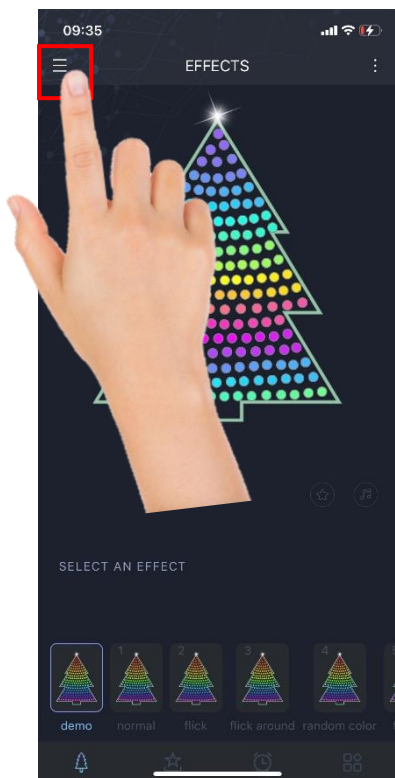 09:35
EFFECTS
SELECT AN EFFECT
1 2 3 4
demo normal flick flick around random color